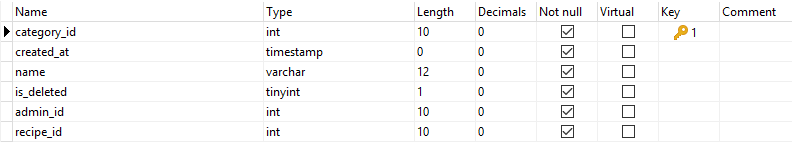 Name Type Length Decimals Not null Virtual Key Comment
category_id int 10 0 1
created_at timestamp 0 0
name varchar 12 0
is_deleted tinyint 1 0
admin_id int 10 0
recipe_id int 10 0